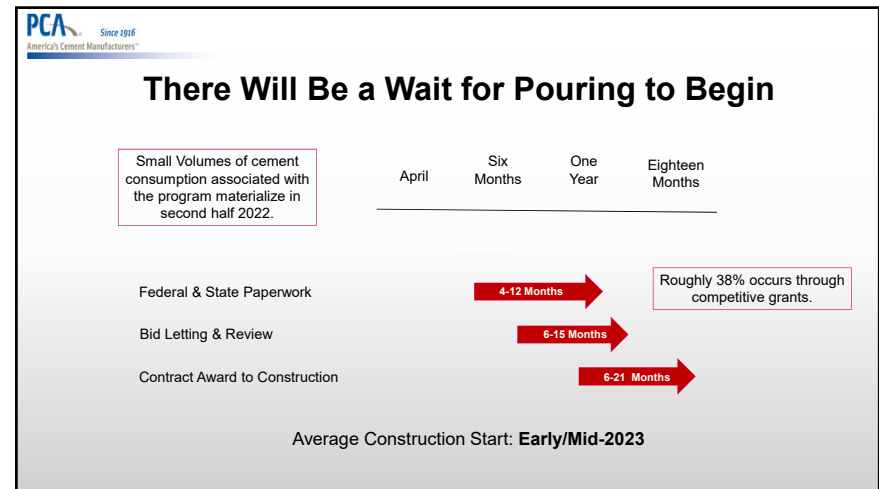 PCA Since 1916
America's Cement Manufacturers™
There Will Be a Wait for Pouring to Begin
Small Volumes of cement
consumption associated with
the program materialize in
second half 2022.
April
Six
Months
One
Year
Eighteen
Months
Federal & State Paperwork
4-12 Months
Roughly 38% occurs through
competitive grants.
Bid Letting & Review
6-15 Months
Contract Award to Construction
6-21 Months
Average Construction Start: Early/Mid-2023